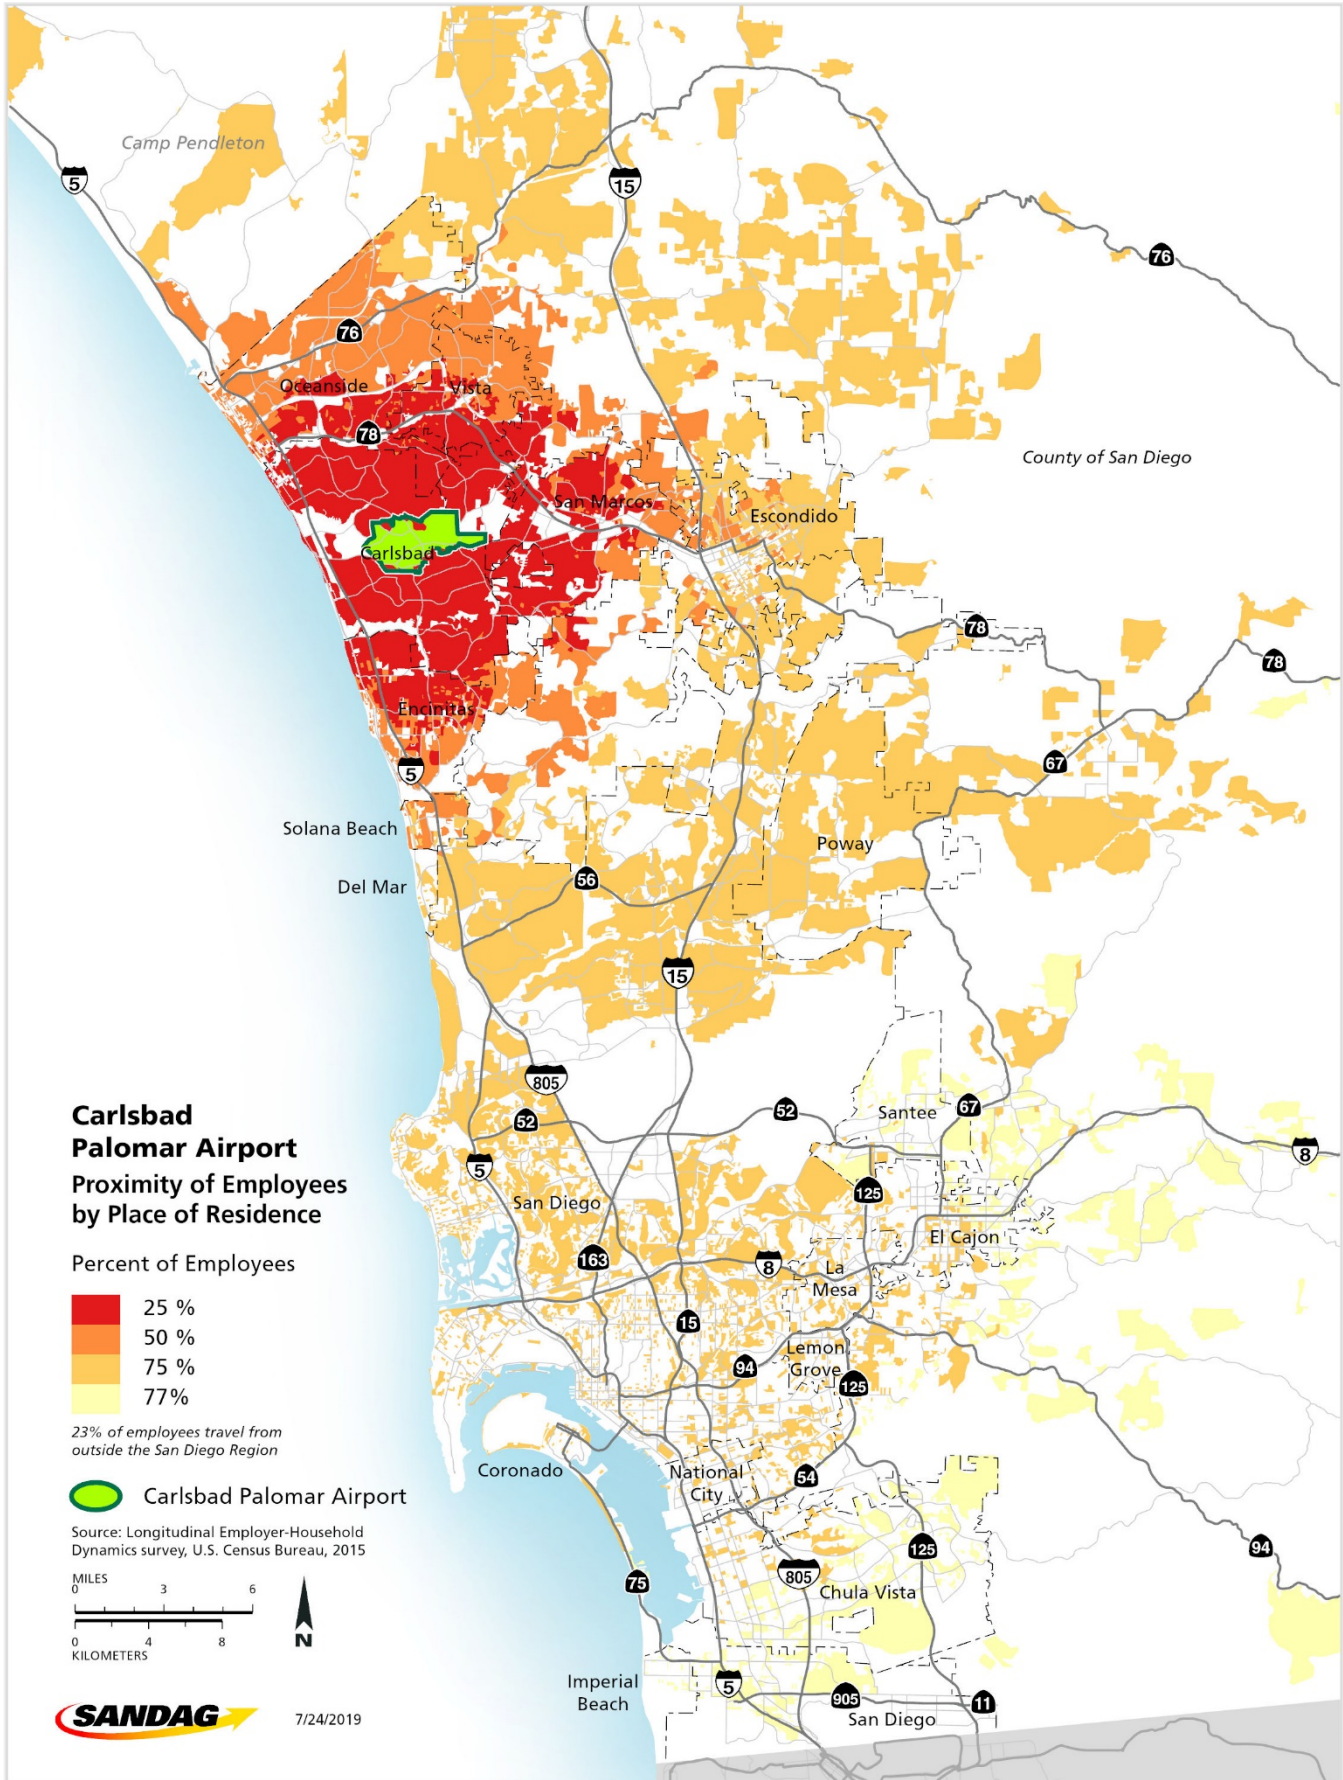 Camp Pendleton
5
15
76
76
Oceanside
Vista
78
County of San Diego
San Marcos
Escondido
Carlsbad
78
78
Encinitas
67
5
Solana Beach
Poway
Del Mar
56
15
805
Carlsbad
Palomar Airport
Proximity of Employees
by Place of Residence
Percent of Employees
25 %
50 %
75 %
77%
23% of employees travel from
outside the San Diego Region
Carlsbad Palomar Airport
Source: Longitudinal Employer-Household
Dynamics survey, U.S. Census Bureau, 2015
MILES
0 3 6
0 4 8
KILOMETERS
N
SANDAG
7/24/2019
52
52
Santee
67
8
5
125
San Diego
El Cajon
163
8
La
Mesa
15
94
Lemon
Grove
125
Coronado
National
City
54
125
94
75
805
Chula Vista
Imperial
Beach
5
905
11
San Diego